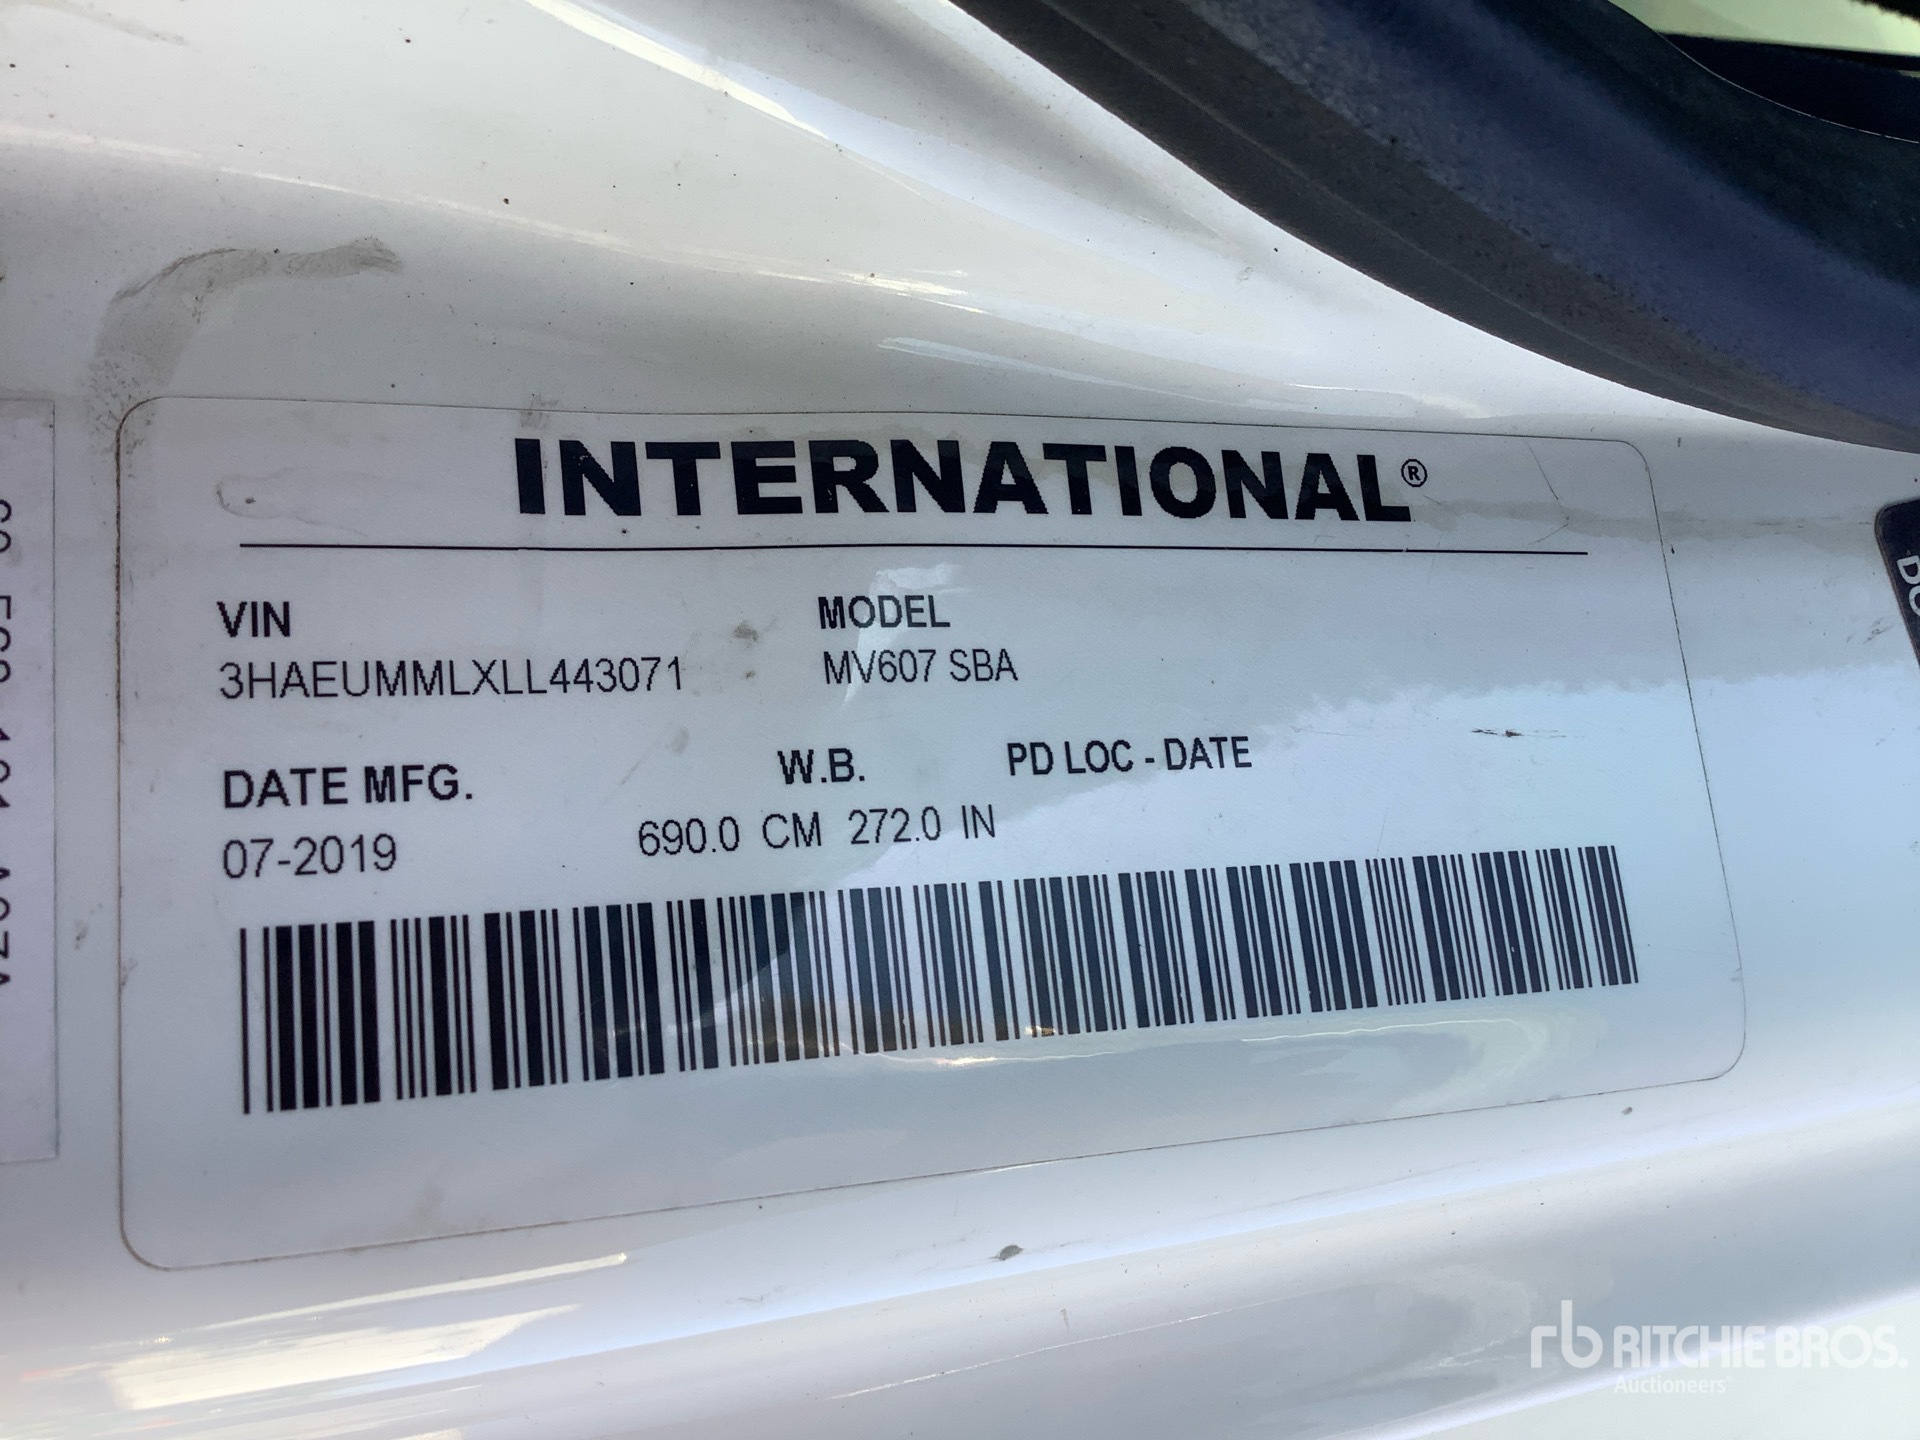 INTERNATIONAL®
VIN MODEL
3HAEUMMLXLL443071 MV607 SBA
DATE MFG. W.B. PD LOC - DATE
07-2019 690.0 CM 272.0 IN
rb RITCHIE BROS.
Auctioneers